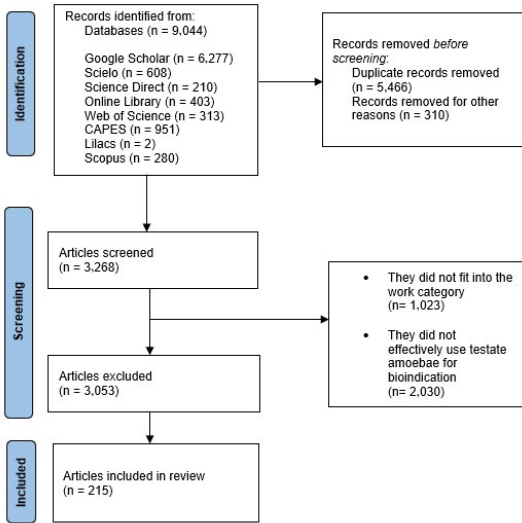 Identification
Records identified from:
Databases (n = 9,044)
Google Scholar (n = 6,277)
Scielo (n = 608)
Science Direct (n = 210)
Online Library (n = 403)
Web of Science (n = 313)
CAPES (n = 951)
Lilacs (n = 2)
Scopus (n = 280)
Records removed before
screening:
Duplicate records removed
(n = 5,466)
Records removed for other
reasons (n = 310)
Screening
Articles screened
(n = 3,268)
• They did not fit into the
work category
(n= 1,023)
• They did not
effectively use testate
amoebae for
bioindication
(n= 2,030)
Articles excluded
(n = 3,053)
Included
Articles included in review
(n = 215)